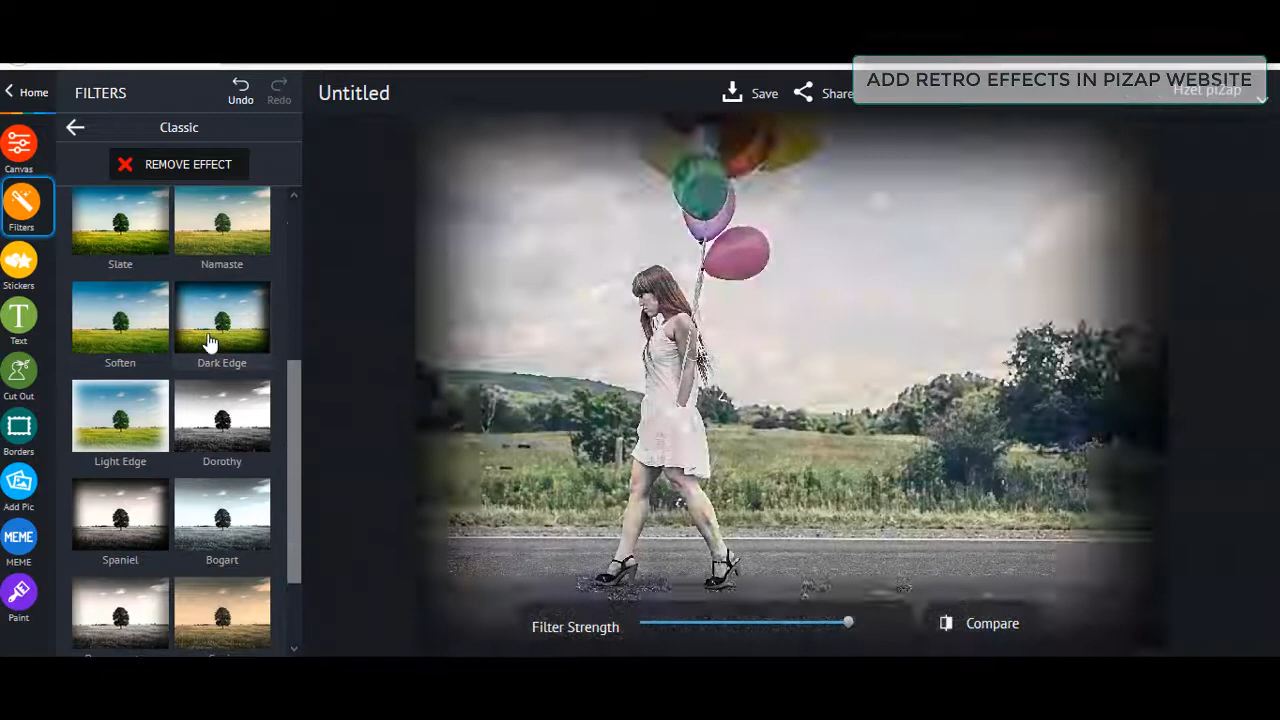 ADD RETRO EFFECTS IN PIZAP WEBSITE
Home
FILTERS
Undo
Redo
Untitled
Save
Share
Hzel piZap
Classic
REMOVE EFFECT
Canvas
Filters
Stickers
Text
Cut Out
Borders
Add Pic
MEME
MEME
Paint
T
Slate
Namaste
Soften
Dark Edge
Light Edge
Dorothy
Spaniel
Bogart
Filter Strength
Compare